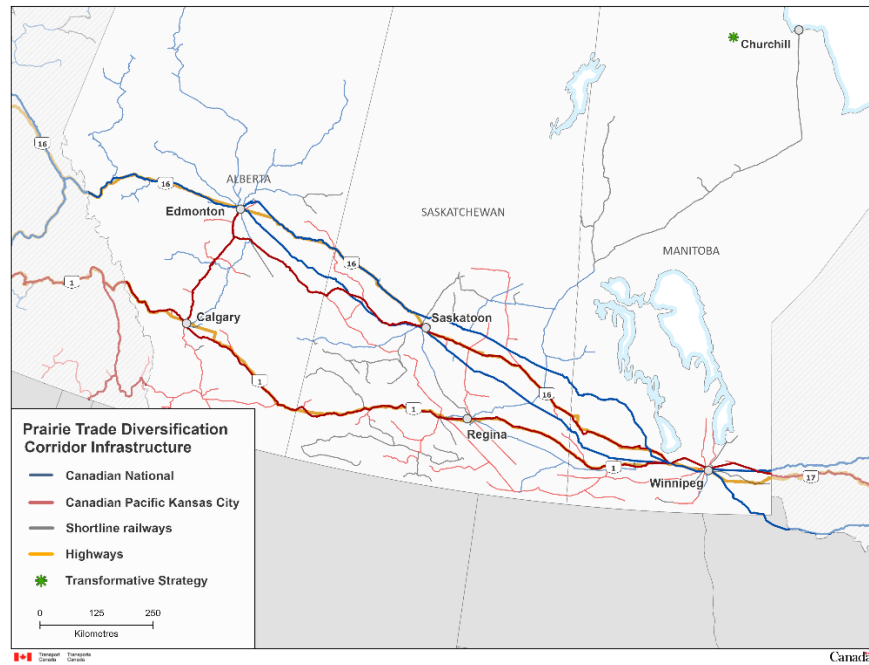 Churchill
16
16
ALBERTA
Edmonton
SASKATCHEWAN
MANITOBA
16
1
Calgary
Saskatoon
1
16
1
Regina
1
Winnipeg
17
Prairie Trade Diversification
Corridor Infrastructure
Canadian National
Canadian Pacific Kansas City
Shortline railways
Highways
Transformative Strategy
0 125 250
Kilometres
Transport Transports
Canada Canada
Canada